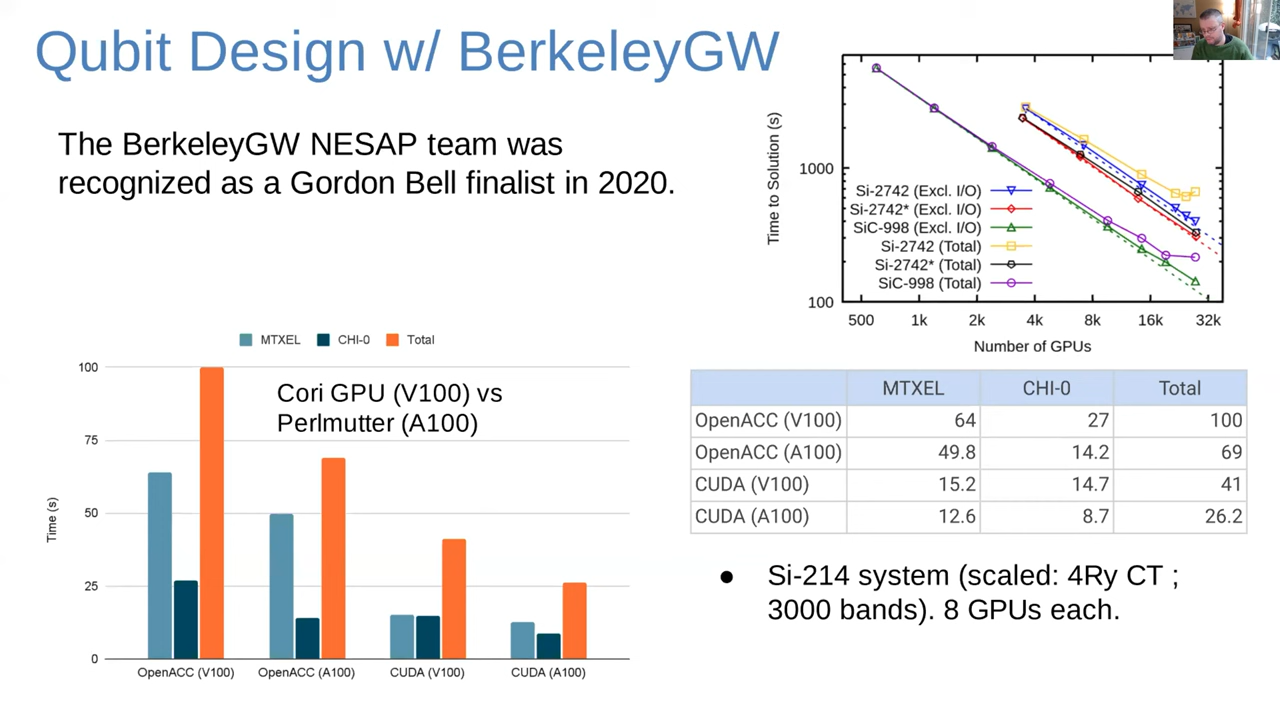 Qubit Design w/ BerkeleyGW
The BerkeleyGW NESAP team was
recognized as a Gordon Bell finalist in 2020.
Time to Solution (s)
1000
100
Si-2742 (Excl. I/O)
Si-2742* (Excl. I/O)
SiC-998 (Excl. I/O)
Si-2742 (Total)
Si-2742* (Total)
SiC-998 (Total)
500 1k 2k 4k 8k 16k 32k
Number of GPUs
MTXEL CHI-0 Total
Cori GPU (V100) vs
Perlmutter (A100)
Time (s)
100
75
50
25
0
OpenACC (V100) OpenACC (A100) CUDA (V100) CUDA (A100)
MTXEL CHI-0 Total
OpenACC (V100) 64 27 100
OpenACC (A100) 49.8 14.2 69
CUDA (V100) 15.2 14.7 41
CUDA (A100) 12.6 8.7 26.2
● Si-214 system (scaled: 4Ry CT ;
3000 bands). 8 GPUs each.